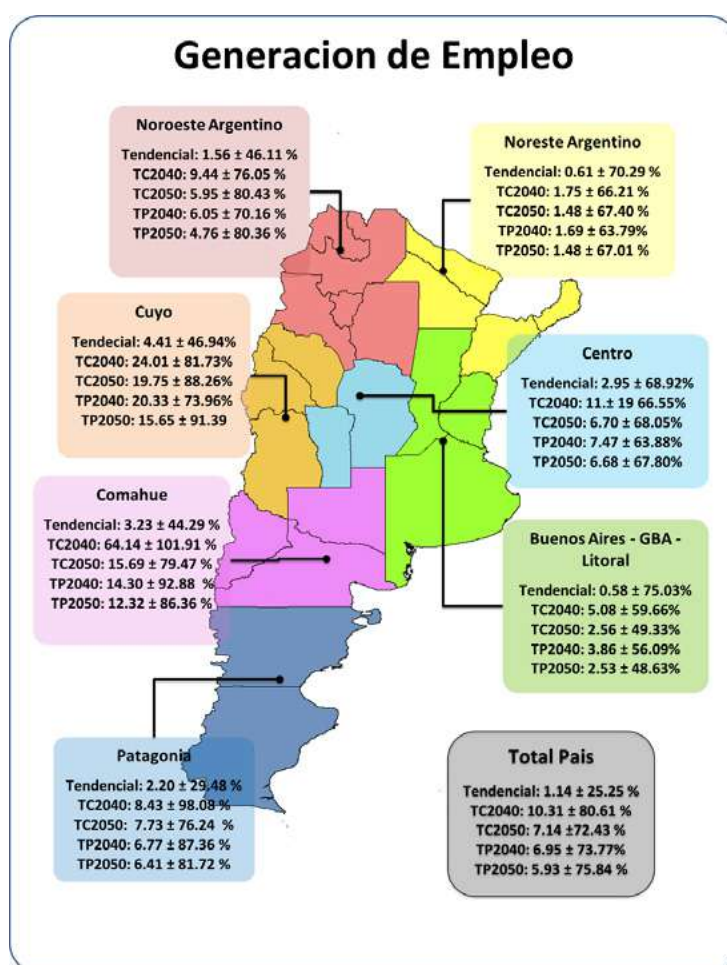 Generacion de Empleo
Noroeste Argentino
Tendencial: 1.56 ± 46.11 %
TC2040: 9.44 ± 76.05 %
TC2050: 5.95 ± 80.43 %
TP2040: 6.05 ± 70.16 %
TP2050: 4.76 ± 80.36 %
Noreste Argentino
Tendencial: 0.61 ± 70.29 %
TC2040: 1.75 ± 66.21 %
TC2050: 1.48 ± 67.40 %
TP2040: 1.69 ± 63.79%
TP2050: 1.48 ± 67.01 %
Cuyo
Tendecial: 4.41 ± 46.94%
TC2040: 24.01 ± 81.73%
TC2050: 19.75 ± 88.26%
TP2040: 20.33 ± 73.96%
TP2050: 15.65 ± 91.39
Centro
Tendencial: 2.95 ± 68.92%
TC2040: 11.± 19 66.55%
TC2050: 6.70 ± 68.05%
TP2040: 7.47 ± 63.88%
TP2050: 6.68 ± 67.80%
Comahue
Tendencial: 3.23 ± 44.29 %
TC2040: 64.14 ± 101.91 %
TC2050: 15.69 ± 79.47 %
TP2040: 14.30 ± 92.88 %
TP2050: 12.32 ± 86.36 %
Buenos Aires - GBA -
Litoral
Tendencial: 0.58 ± 75.03%
TC2040: 5.08 ± 59.66%
TC2050: 2.56 ± 49.33%
TP2040: 3.86 ± 56.09%
TP2050: 2.53 ± 48.63%
Patagonia
Tendencial: 2.20 ± 29.48 %
TC2040: 8.43 ± 98.08 %
TC2050: 7.73 ± 76.24 %
TP2040: 6.77 ± 87.36 %
TP2050: 6.41 ± 81.72 %
Total Pais
Tendencial: 1.14 ± 25.25 %
TC2040: 10.31 ± 80.61 %
TC2050: 7.14 ±72.43 %
TP2040: 6.95 ± 73.77%
TP2050: 5.93 ± 75.84 %